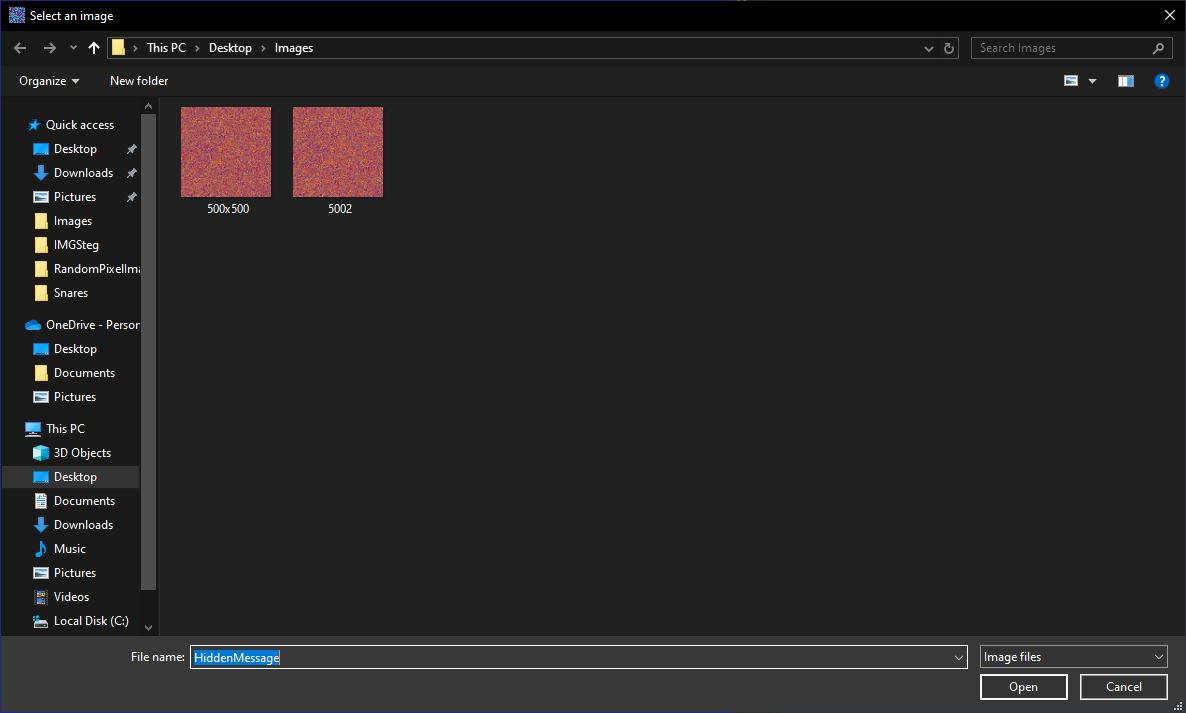 Select an image
This PC > Desktop > Images
Search Images
Organize
New folder
Quick access
Desktop
Downloads
Pictures
Images
IMGSteg
RandomPixelIma
Snares
OneDrive - Person
Desktop
Documents
Pictures
This PC
3D Objects
Desktop
Documents
Downloads
Music
Pictures
Videos
Local Disk (C:)
500x500
5002
File name: HiddenMessage
Image files
Open
Cancel